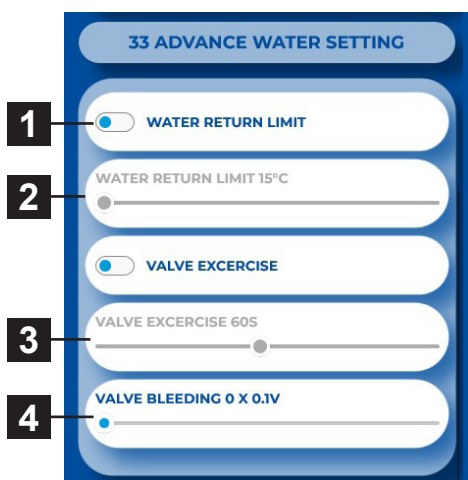 33 ADVANCE WATER SETTING
1
WATER RETURN LIMIT
2
WATER RETURN LIMIT 15°C
VALVE EXCERCISE
3
VALVE EXCERCISE 60S
4
VALVE BLEEDING 0 X 0.1V